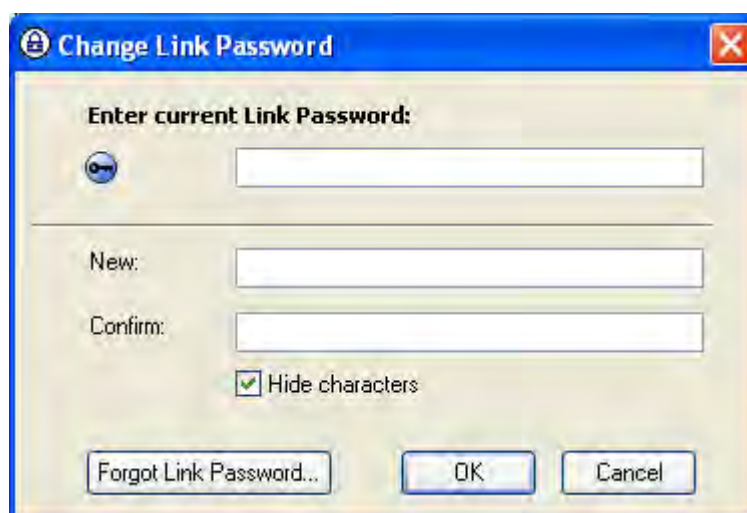 Change Link Password
Enter current Link Password:
New:
Confirm:
Hide characters
Forgot Link Password... OK Cancel